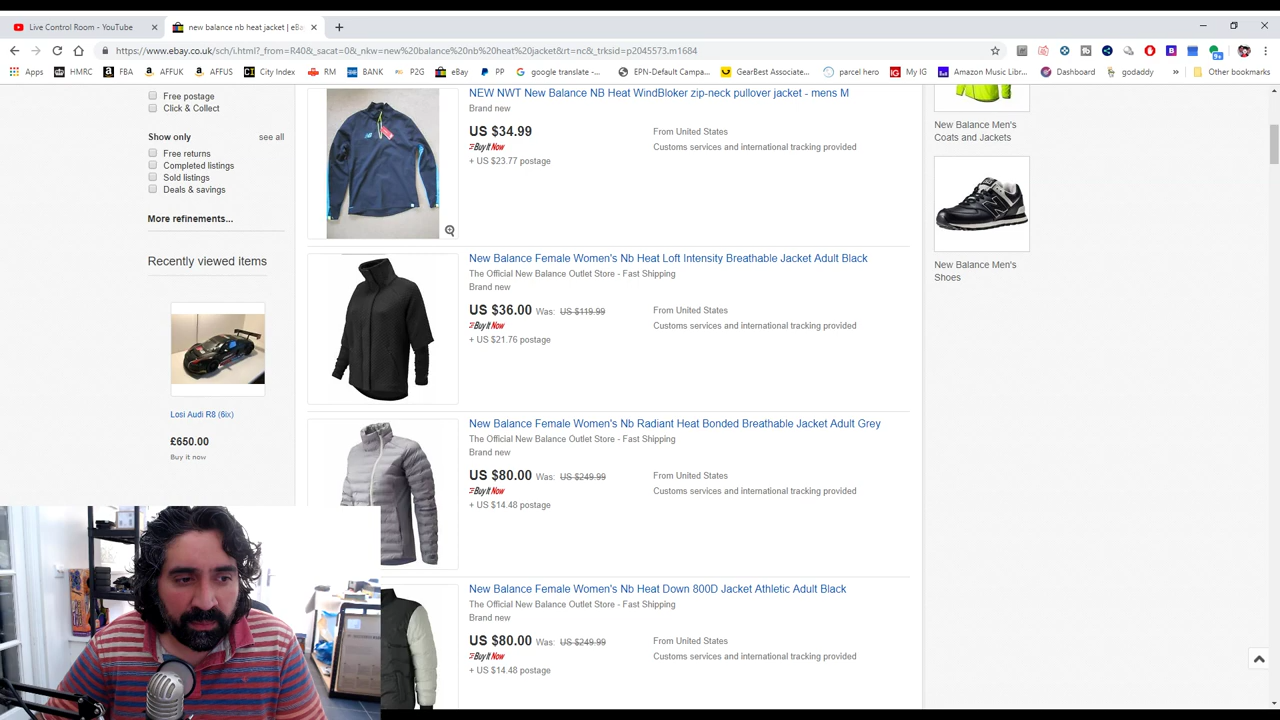 Live Control Room - YouTube
new balance nb heat jacket | eBa
https://www.ebay.co.uk/sch/i.html?_from=R40&_sacat=0&_nkw=new%20balance%20nb%20heat%20jacket&rt=nc&_trksid=p2045573.m1684
Apps HMRC FBA AFFUK AFFUS City Index RM BANK P2G eBay PP google translate -... EPN-Default Campa... GearBest Associate... parcel hero My IG Amazon Music Libr... Dashboard godaddy » Other bookmarks
Free postage
Click & Collect
Show only see all
Free returns
Completed listings
Sold listings
Deals & savings
More refinements...
Recently viewed items
Losi Audi R8 (6ix)
£650.00
Buy it now
NEW NWT New Balance NB Heat WindBloker zip-neck pullover jacket - mens M
Brand new
US $34.99 From United States
Buy It Now Customs services and international tracking provided
+ US $23.77 postage
New Balance Female Women's Nb Heat Loft Intensity Breathable Jacket Adult Black
The Official New Balance Outlet Store - Fast Shipping
Brand new
US $36.00 Was: US $119.99 From United States
Buy It Now Customs services and international tracking provided
+ US $21.76 postage
New Balance Female Women's Nb Radiant Heat Bonded Breathable Jacket Adult Grey
The Official New Balance Outlet Store - Fast Shipping
Brand new
US $80.00 Was: US $249.99 From United States
Buy It Now Customs services and international tracking provided
+ US $14.48 postage
New Balance Female Women's Nb Heat Down 800D Jacket Athletic Adult Black
The Official New Balance Outlet Store - Fast Shipping
Brand new
US $80.00 Was: US $249.99 From United States
Buy It Now Customs services and international tracking provided
+ US $14.48 postage
New Balance Men's
Coats and Jackets
New Balance Men's
Shoes